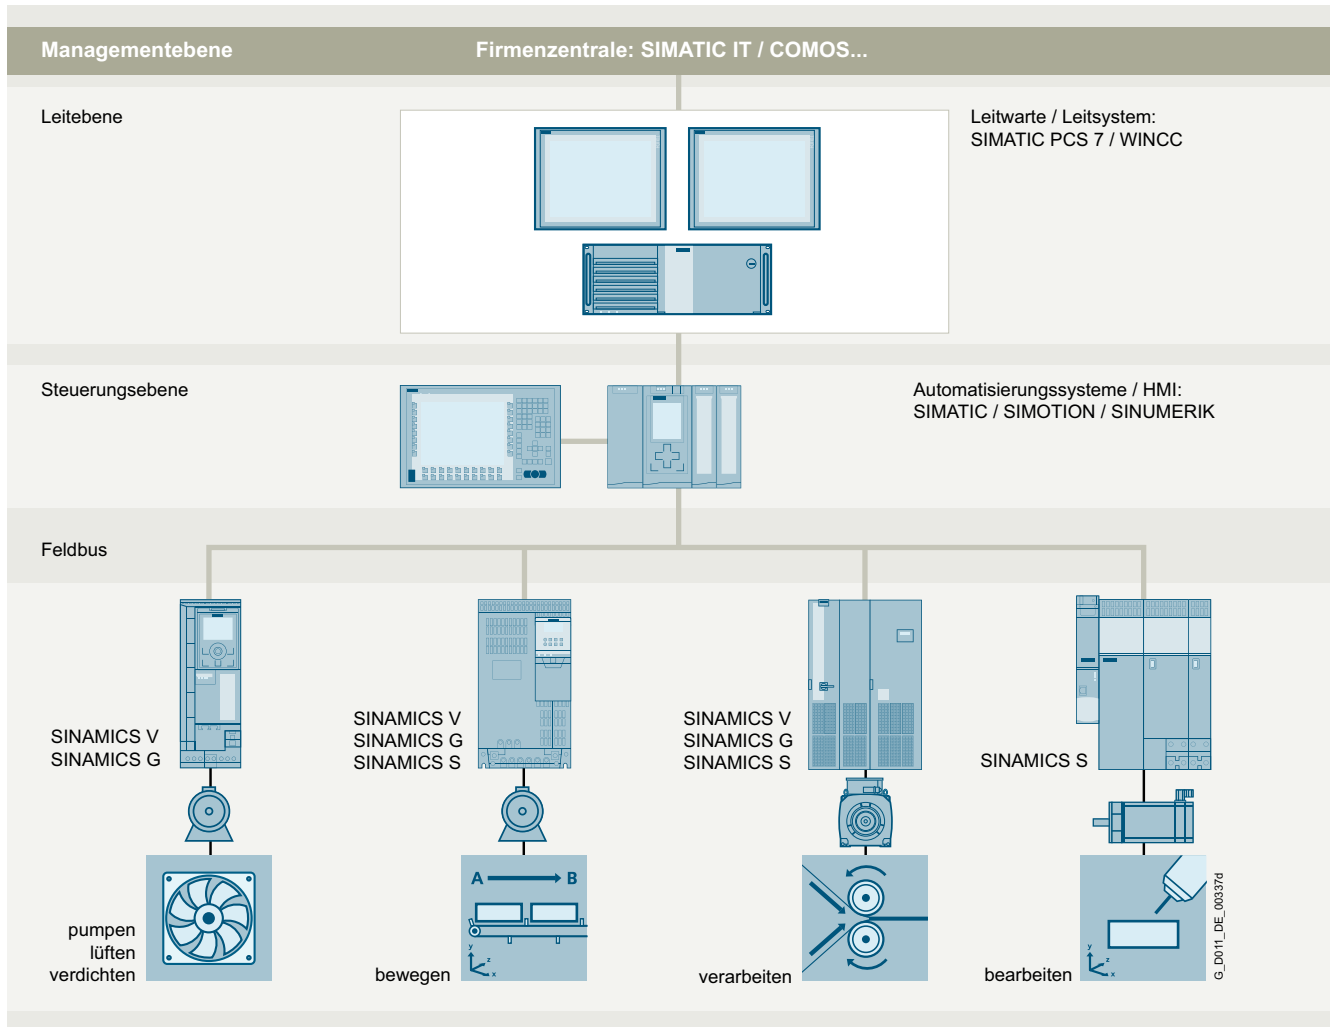 Managementebene
Firmenzentrale: SIMATIC IT / COMOS...
Leitebene
Leitwarte / Leitsystem:
SIMATIC PCS 7 / WINCC
Steuerungsebene
Automatisierungssysteme / HMI:
SIMATIC / SIMOTION / SINUMERIK
Feldbus
SINAMICS V
SINAMICS G
SINAMICS V
SINAMICS G
SINAMICS S
SINAMICS V
SINAMICS G
SINAMICS S
SINAMICS S
pumpen
lüften
verdichten
A B
y
z
x
bewegen
verarbeiten
y
z
x
bearbeiten
G_D011_DE_00337d